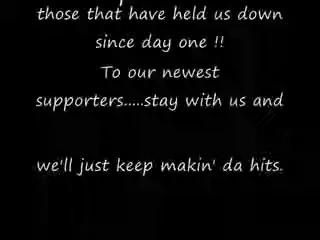 those that have held us down
since day one !!
To our newest
supporters.....stay with us and
we'll just keep makin' da hits.